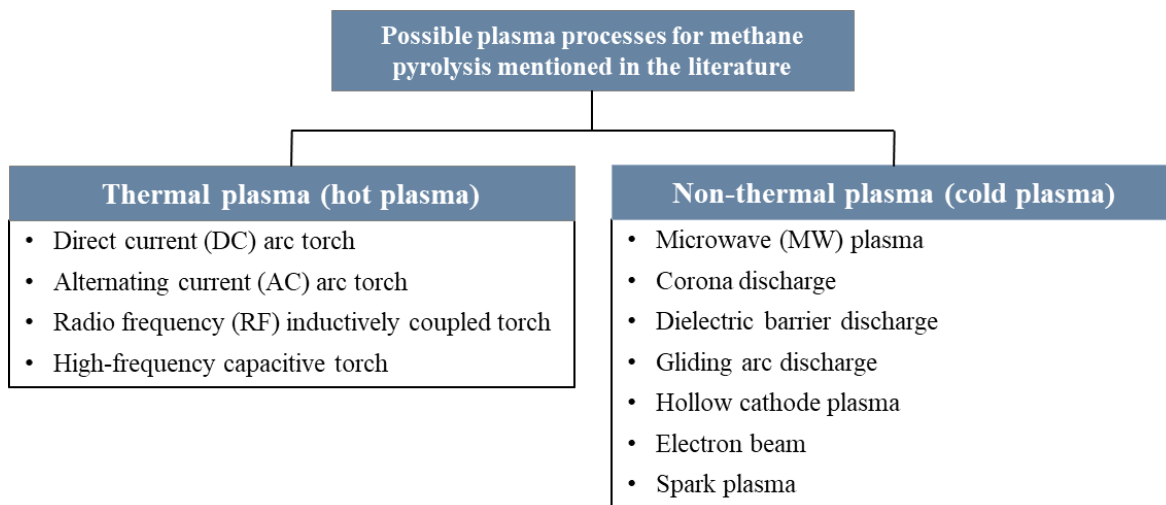 Possible plasma processes for methane
pyrolysis mentioned in the literature
Thermal plasma (hot plasma)
• Direct current (DC) arc torch
• Alternating current (AC) arc torch
• Radio frequency (RF) inductively coupled torch
• High-frequency capacitive torch
Non-thermal plasma (cold plasma)
• Microwave (MW) plasma
• Corona discharge
• Dielectric barrier discharge
• Gliding arc discharge
• Hollow cathode plasma
• Electron beam
• Spark plasma